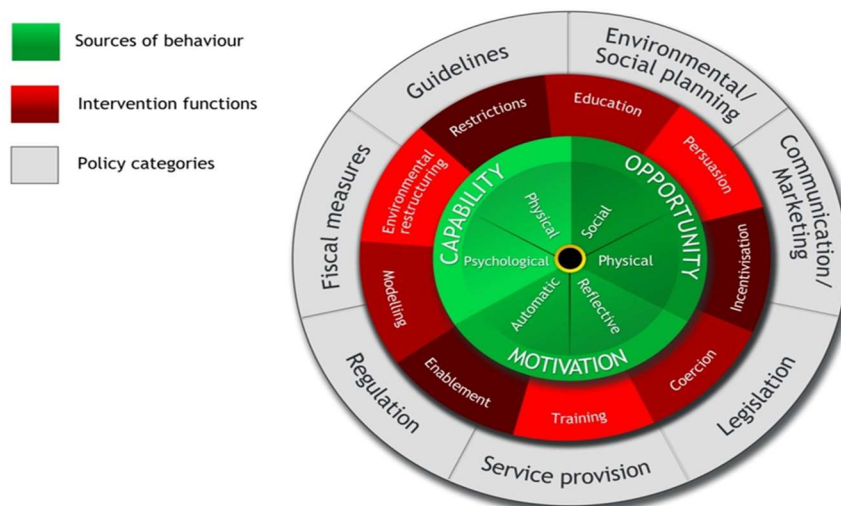 Sources of behaviour
Intervention functions
Policy categories
Guidelines
Environmental/
Social planning
Communication/
Marketing
Legislation
Service provision
Regulation
Fiscal measures
Restrictions
Education
Persuasion
Incentivisation
Coercion
Training
Enablement
Modelling
Environmental
restructuring
CAPABILITY
OPPORTUNITY
MOTIVATION
Physical
Social
Psychological
Physical
Automatic
Reflective